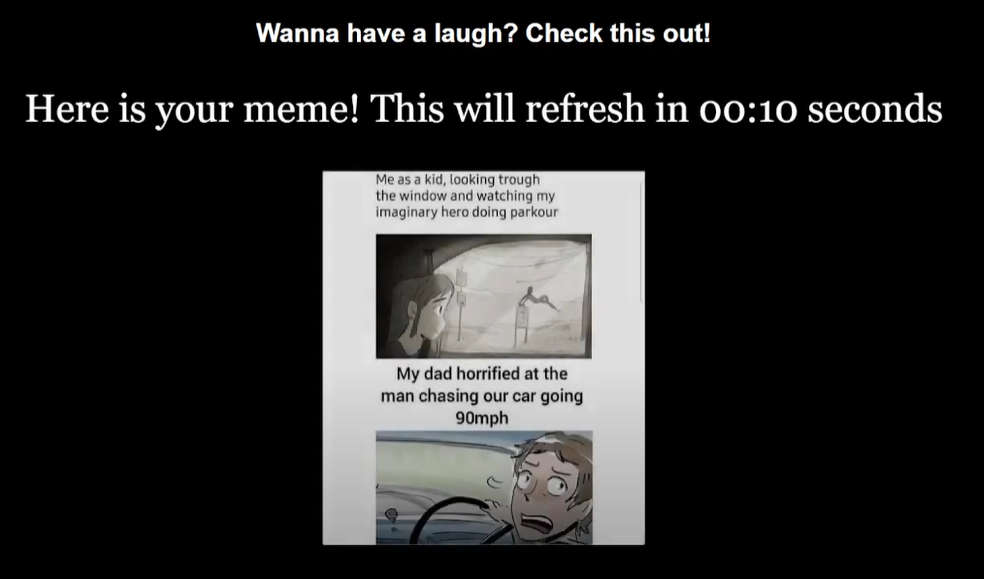 Wanna have a laugh? Check this out!
Here is your meme! This will refresh in 00:10 seconds
Me as a kid, looking trough
the window and watching my
imaginary hero doing parkour
My dad horrified at the
man chasing our car going
90mph